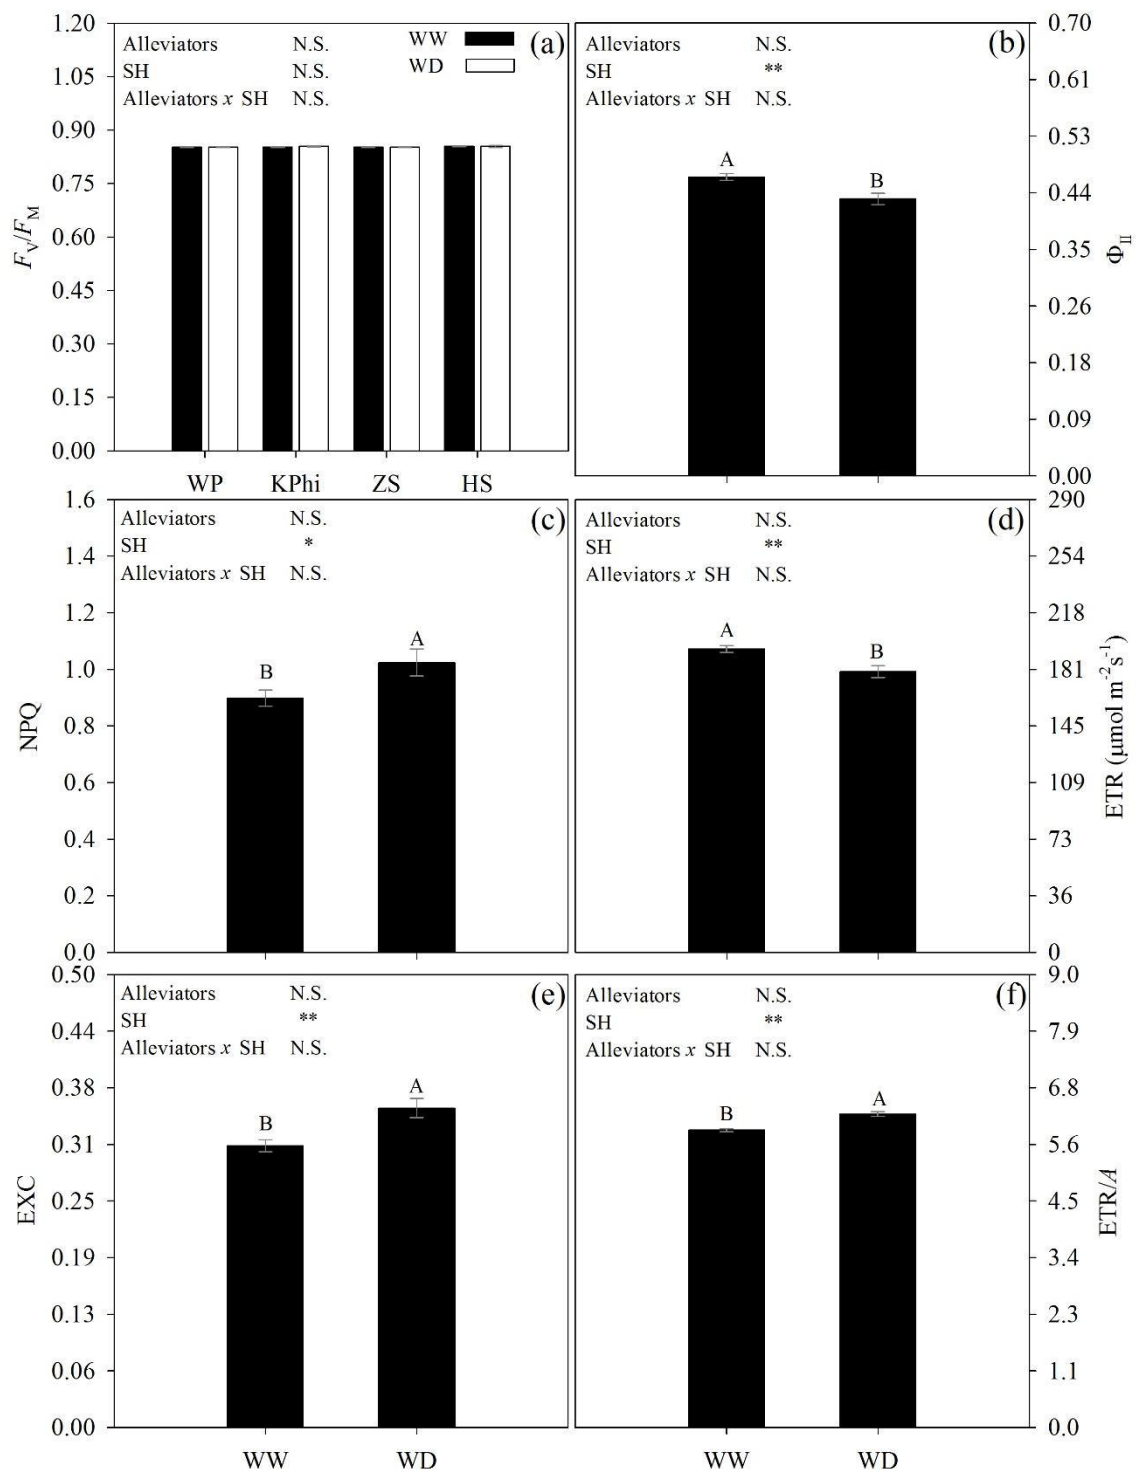 1.20
1.05
0.90
0.75
0.60
0.45
0.30
0.15
0.00
Fv/FM
Alleviators N.S.
SH N.S.
Alleviators x SH N.S.
WW
WD
(a)
WP KPhi ZS HS
Alleviators N.S.
SH **
Alleviators x SH N.S.
(b)
A
B
0.70
0.61
0.53
0.44
0.35
0.26
0.18
0.09
0.00
ΦII
1.6
1.4
1.2
1.0
0.8
0.6
0.4
0.2
0.0
NPQ
Alleviators N.S.
SH *
Alleviators x SH N.S.
(c)
B
A
Alleviators N.S.
SH **
Alleviators x SH N.S.
(d)
A
B
290
254
218
181
145
109
73
36
0
ETR (μmol m-2s-1)
0.50
0.44
0.38
0.31
0.25
0.19
0.13
0.06
0.00
EXC
Alleviators N.S.
SH **
Alleviators x SH N.S.
(e)
B
A
WW WD
Alleviators N.S.
SH **
Alleviators x SH N.S.
(f)
B
A
9.0
7.9
6.8
5.6
4.5
3.4
2.3
1.1
0.0
ETR/A
WW WD